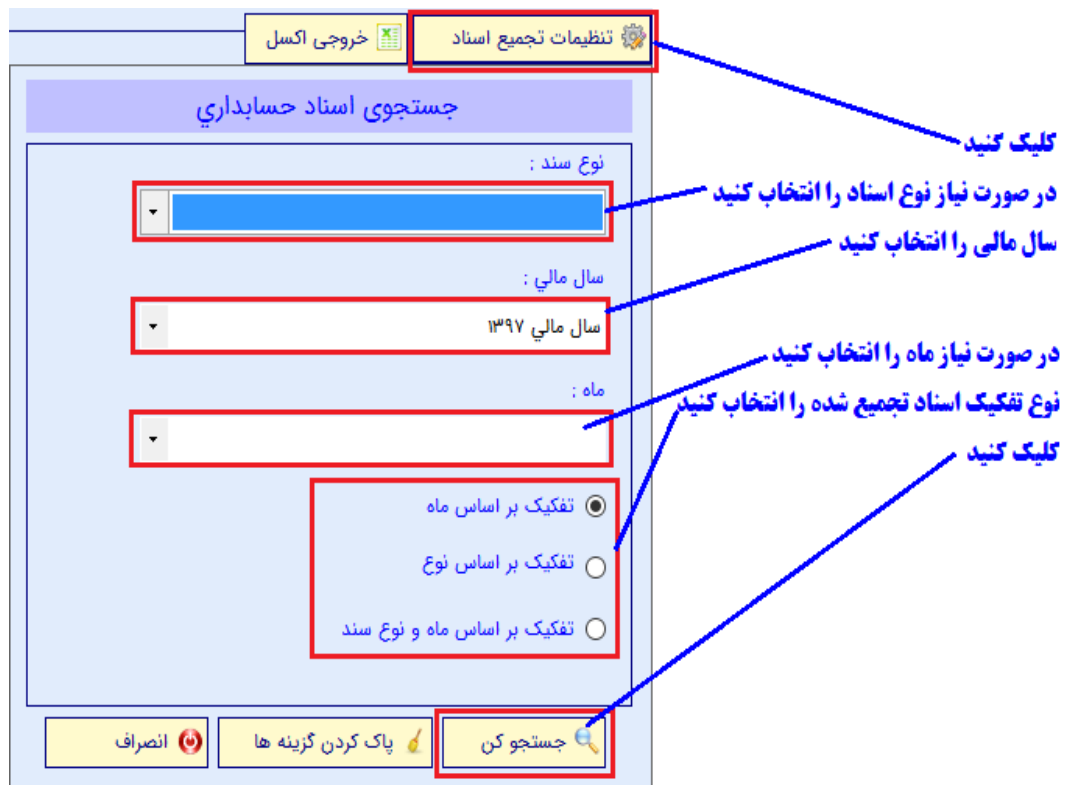 تنظیمات تجمیع اسناد
خروجی اکسل
جستجوی اسناد حسابداري
کلیک کنید
نوع سند :
در صورت نیاز نوع اسناد را انتخاب کنید
سال مالی را انتخاب کنید
سال مالي :
سال مالي ۱۳۹۷
در صورت نیاز ماه را انتخاب کنید
ماه :
نوع تفکیک اسناد تجمیع شده را انتخاب کنید
کلیک کنید
تفکیک بر اساس ماه
تفکیک بر اساس نوع
تفکیک بر اساس ماه و نوع سند
جستجو کن
پاک کردن گزینه ها
انصراف